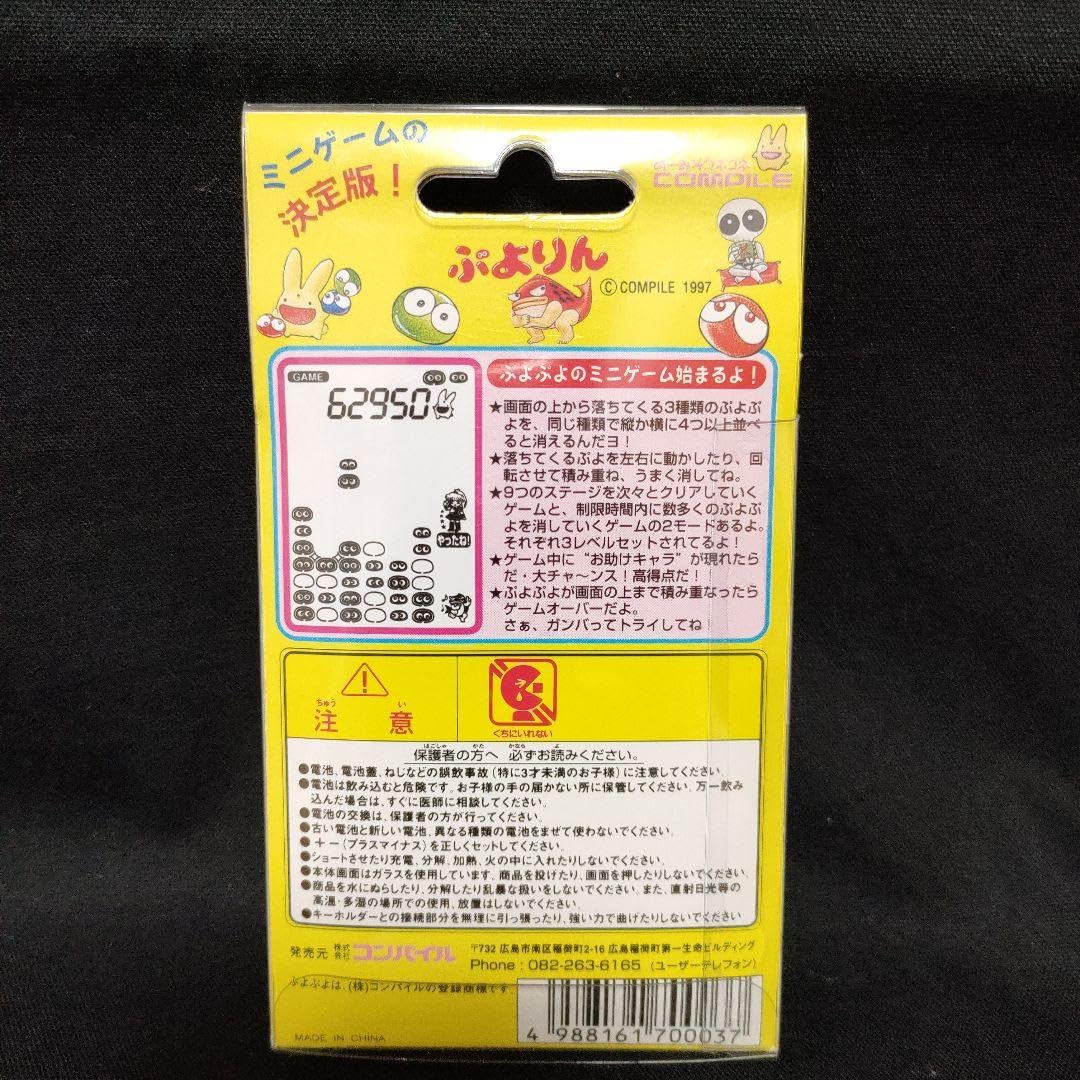 ミニゲームの
決定版!
COMPILE
ぷよりん
© COMPILE 1997
GAME
62950
やったね!
ぷよぷよのミニゲーム始まるよ!
★画面の上から落ちてくる3種類のぷよぷ
よを、同じ種類で縦か横に4つ以上並べ
ると消えるんだヨ!
★落ちてくるぷよを左右に動かしたり、回
転させて積み重ね、うまく消してね。
★9つのステージを次々とクリアしていく
ゲームと、制限時間内に数多くのぷよぷ
よを消していくゲームの2モードあるよ。
それぞれ3レベルセットされてるよ!
★ゲーム中に“お助けキャラ”が現れたら
だ・大チャ〜ンス!高得点だ!
★ぷよぷよが画面の上まで積み重なったら
ゲームオーバーだよ。
さぁ、ガンバってトライしてね!
ちゅう い
注 意
くちにいれない
ほごしゃ かた かなら よ
保護者の方へ 必ずお読みください。
●電池、電池蓋、ねじなどの誤飲事故(特に3才未満のお子様)に注意してください。
●電池は飲み込むと危険です。お子様の手の届かない所に保管してください。万一飲み
込んだ場合は、すぐに医師に相談してください。
●電池の交換は、保護者の方が行ってください。
●古い電池と新しい電池、異なる種類の電池をまぜて使わないでください。
●+−(プラスマイナス)を正しくセットしてください。
●ショートさせたり充電、分解、加熱、火の中に入れたりしないでください。
●本体画面はガラスを使用しています。商品を投げたり、画面を押したりしないでください。
●商品を水にぬらしたり、分解したり乱暴な扱いをしないでください。また、直射日光等の
高温・多湿の場所での使用、放置はしないでください。
●キーホルダーとの接続部分を無理に引っ張ったり、強い力で曲げたりしないでください
発売元 株式会社 コンパイル 〒732 広島市南区稲荷町2-16 広島稲荷町第一生命ビルディング
Phone : 082-263-6165 (ユーザーテレフォン)
ぷよぷよは、(株)コンパイルの登録商標です。
4 988161 700037
MADE IN CHINA